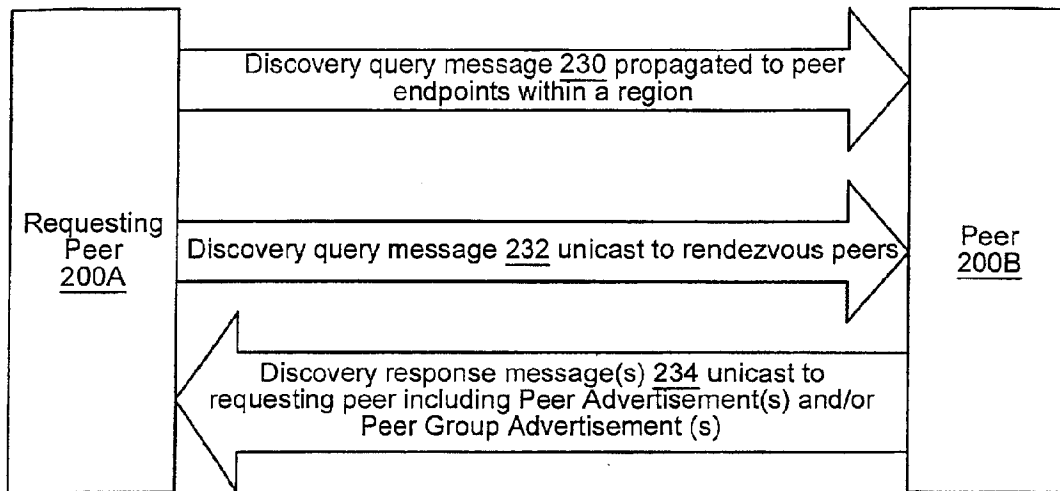 Discovery query message 230 propagated to peer
endpoints within a region
Requesting
Peer
200A
Discovery query message 232 unicast to rendezvous peers
Peer
200B
Discovery response message(s) 234 unicast to
requesting peer including Peer Advertisement(s) and/or
Peer Group Advertisement (s)